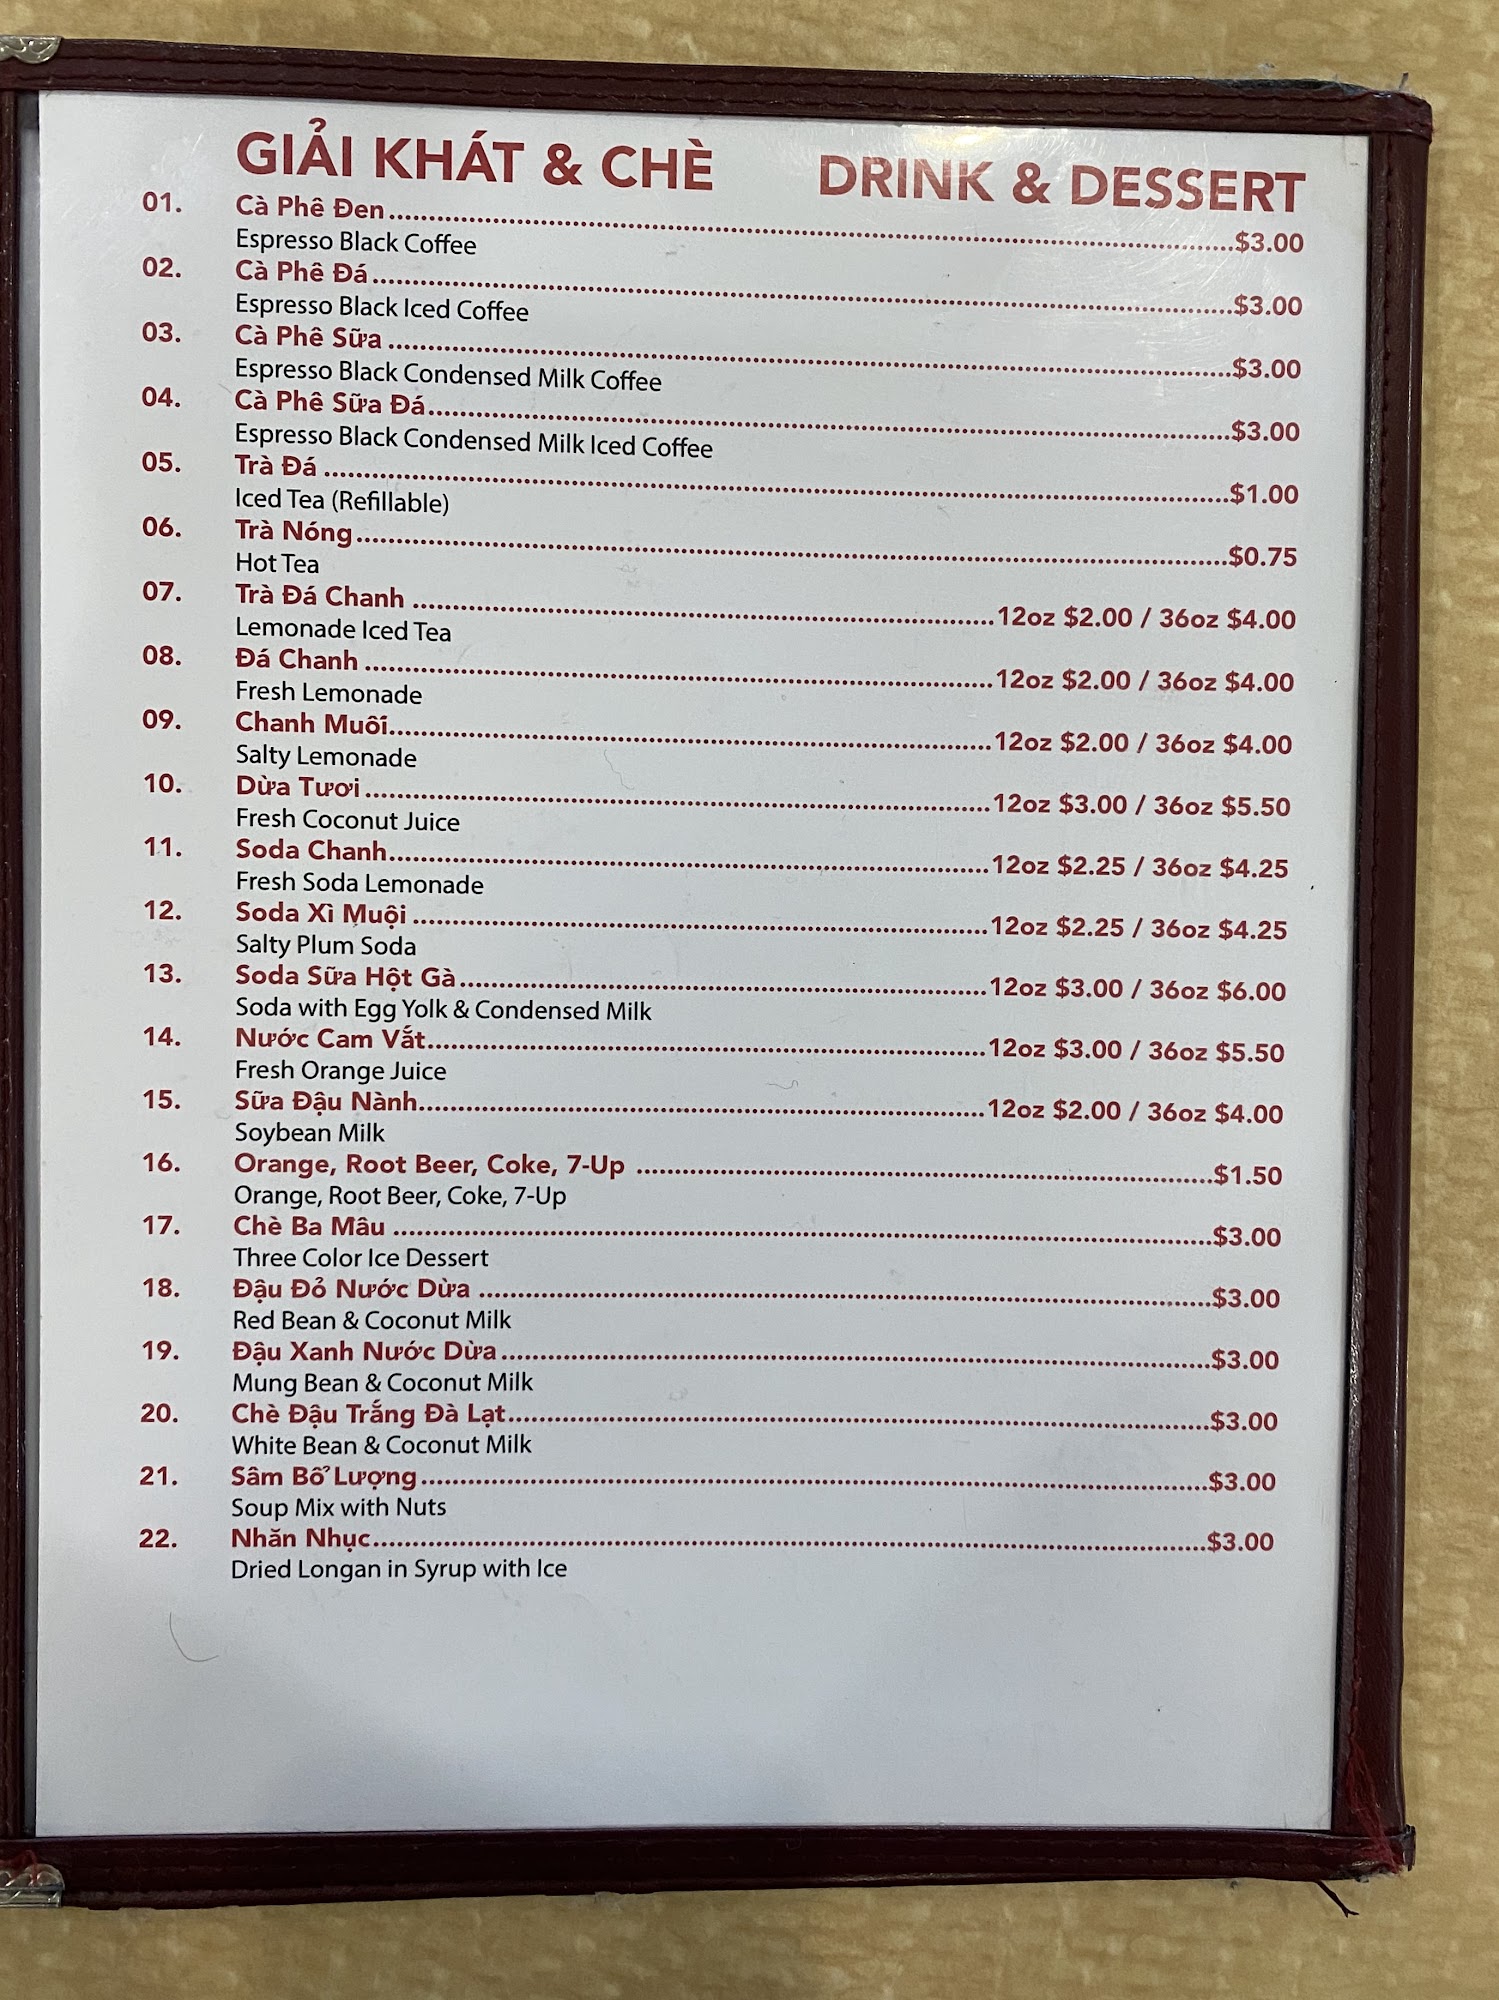 GIẢI KHÁT & CHÈ DRINK & DESSERT
01. Cà Phê Đen $3.00
Espresso Black Coffee
02. Cà Phê Đá $3.00
Espresso Black Iced Coffee
03. Cà Phê Sữa $3.00
Espresso Black Condensed Milk Coffee
04. Cà Phê Sữa Đá $3.00
Espresso Black Condensed Milk Iced Coffee
05. Trà Đá $1.00
Iced Tea (Refillable)
06. Trà Nóng $0.75
Hot Tea
07. Trà Đá Chanh 12oz $2.00 / 36oz $4.00
Lemonade Iced Tea
08. Đá Chanh 12oz $2.00 / 36oz $4.00
Fresh Lemonade
09. Chanh Muối 12oz $2.00 / 36oz $4.00
Salty Lemonade
10. Dừa Tươi 12oz $3.00 / 36oz $5.50
Fresh Coconut Juice
11. Soda Chanh 12oz $2.25 / 36oz $4.25
Fresh Soda Lemonade
12. Soda Xì Muội 12oz $2.25 / 36oz $4.25
Salty Plum Soda
13. Soda Sữa Hột Gà 12oz $3.00 / 36oz $6.00
Soda with Egg Yolk & Condensed Milk
14. Nước Cam Vắt 12oz $3.00 / 36oz $5.50
Fresh Orange Juice
15. Sữa Đậu Nành 12oz $2.00 / 36oz $4.00
Soybean Milk
16. Orange, Root Beer, Coke, 7-Up $1.50
Orange, Root Beer, Coke, 7-Up
17. Chè Ba Mâu $3.00
Three Color Ice Dessert
18. Đậu Đỏ Nước Dừa $3.00
Red Bean & Coconut Milk
19. Đậu Xanh Nước Dừa $3.00
Mung Bean & Coconut Milk
20. Chè Đậu Trắng Đà Lạt $3.00
White Bean & Coconut Milk
21. Sâm Bổ Lượng $3.00
Soup Mix with Nuts
22. Nhãn Nhục $3.00
Dried Longan in Syrup with Ice